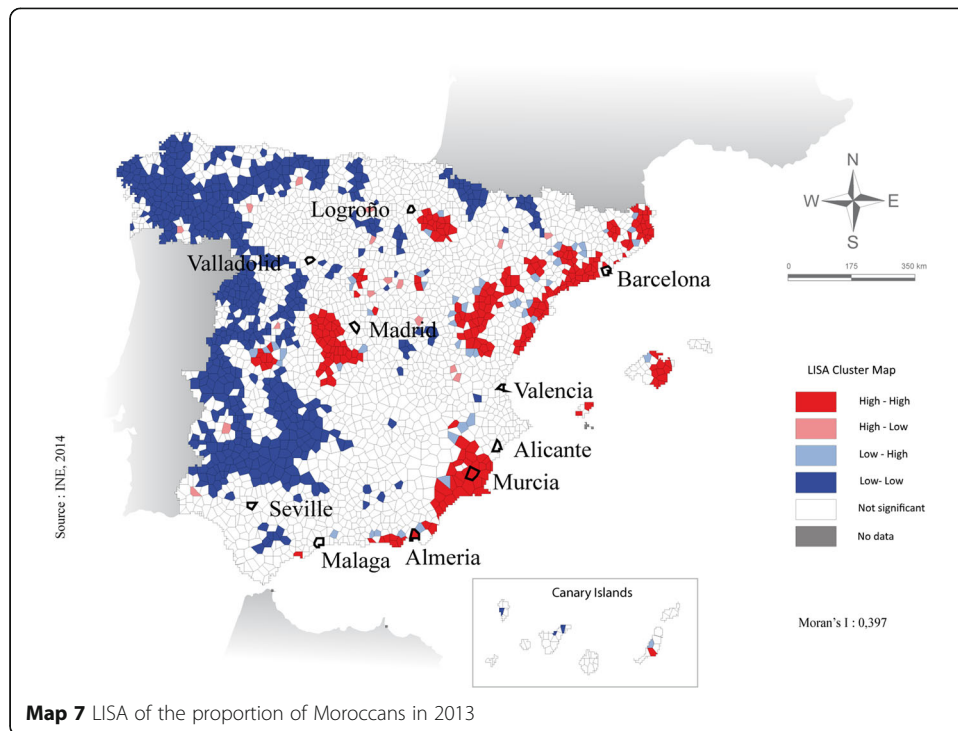 N
W E
S
0 175 350 km
Logroño
Valladolid
Barcelona
Madrid
Valencia
Alicante
Murcia
Seville
Malaga
Almeria
LISA Cluster Map
High - High
High - Low
Low - High
Low- Low
Not significant
No data
Source : INE, 2014
Canary Islands
Moran's I : 0,397
Map 7 LISA of the proportion of Moroccans in 2013